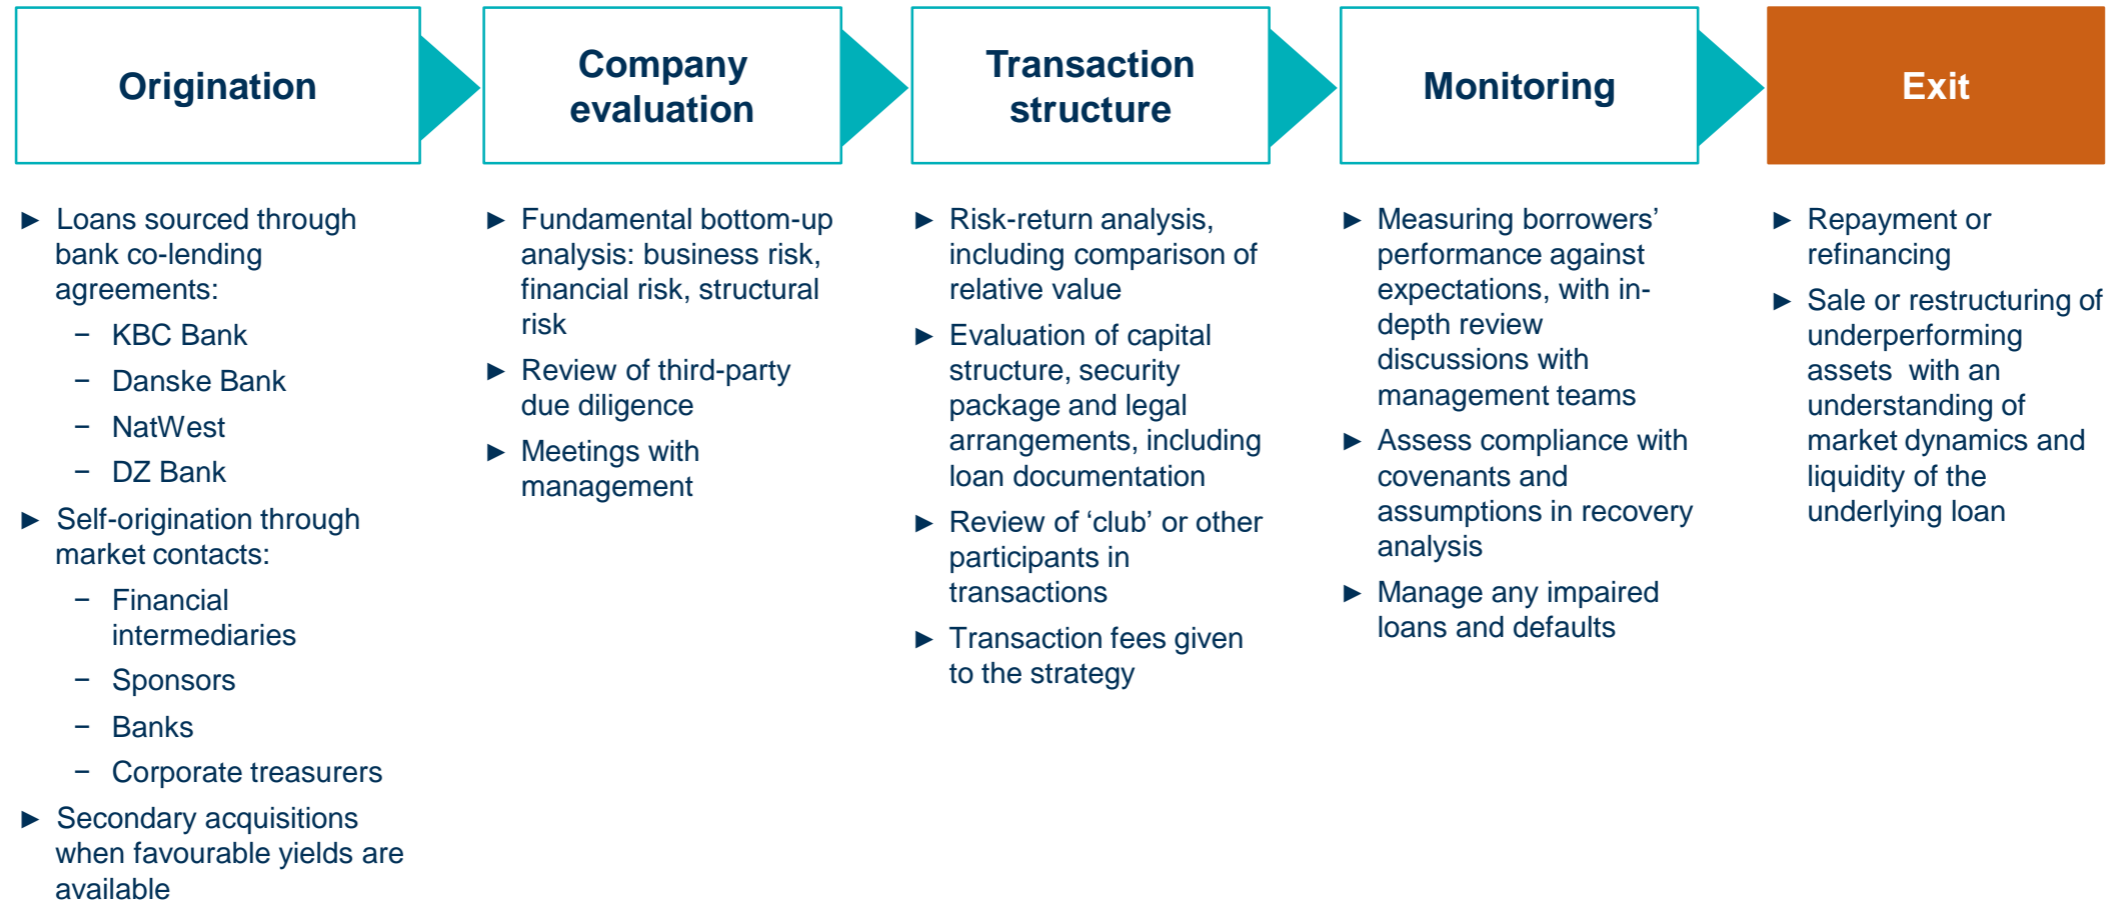 Origination
► Loans sourced through
bank co-lending
agreements:
− KBC Bank
− Danske Bank
− NatWest
− DZ Bank
► Self-origination through
market contacts:
− Financial
intermediaries
− Sponsors
− Banks
− Corporate treasurers
► Secondary acquisitions
when favourable yields are
available
Company
evaluation
► Fundamental bottom-up
analysis: business risk,
financial risk, structural
risk
► Review of third-party
due diligence
► Meetings with
management
Transaction
structure
► Risk-return analysis,
including comparison of
relative value
► Evaluation of capital
structure, security
package and legal
arrangements, including
loan documentation
► Review of ‘club’ or other
participants in
transactions
► Transaction fees given
to the strategy
Monitoring
► Measuring borrowers’
performance against
expectations, with in-
depth review
discussions with
management teams
► Assess compliance with
covenants and
assumptions in recovery
analysis
► Manage any impaired
loans and defaults
Exit
► Repayment or
refinancing
► Sale or restructuring of
underperforming
assets  with an
understanding of
market dynamics and
liquidity of the
underlying loan